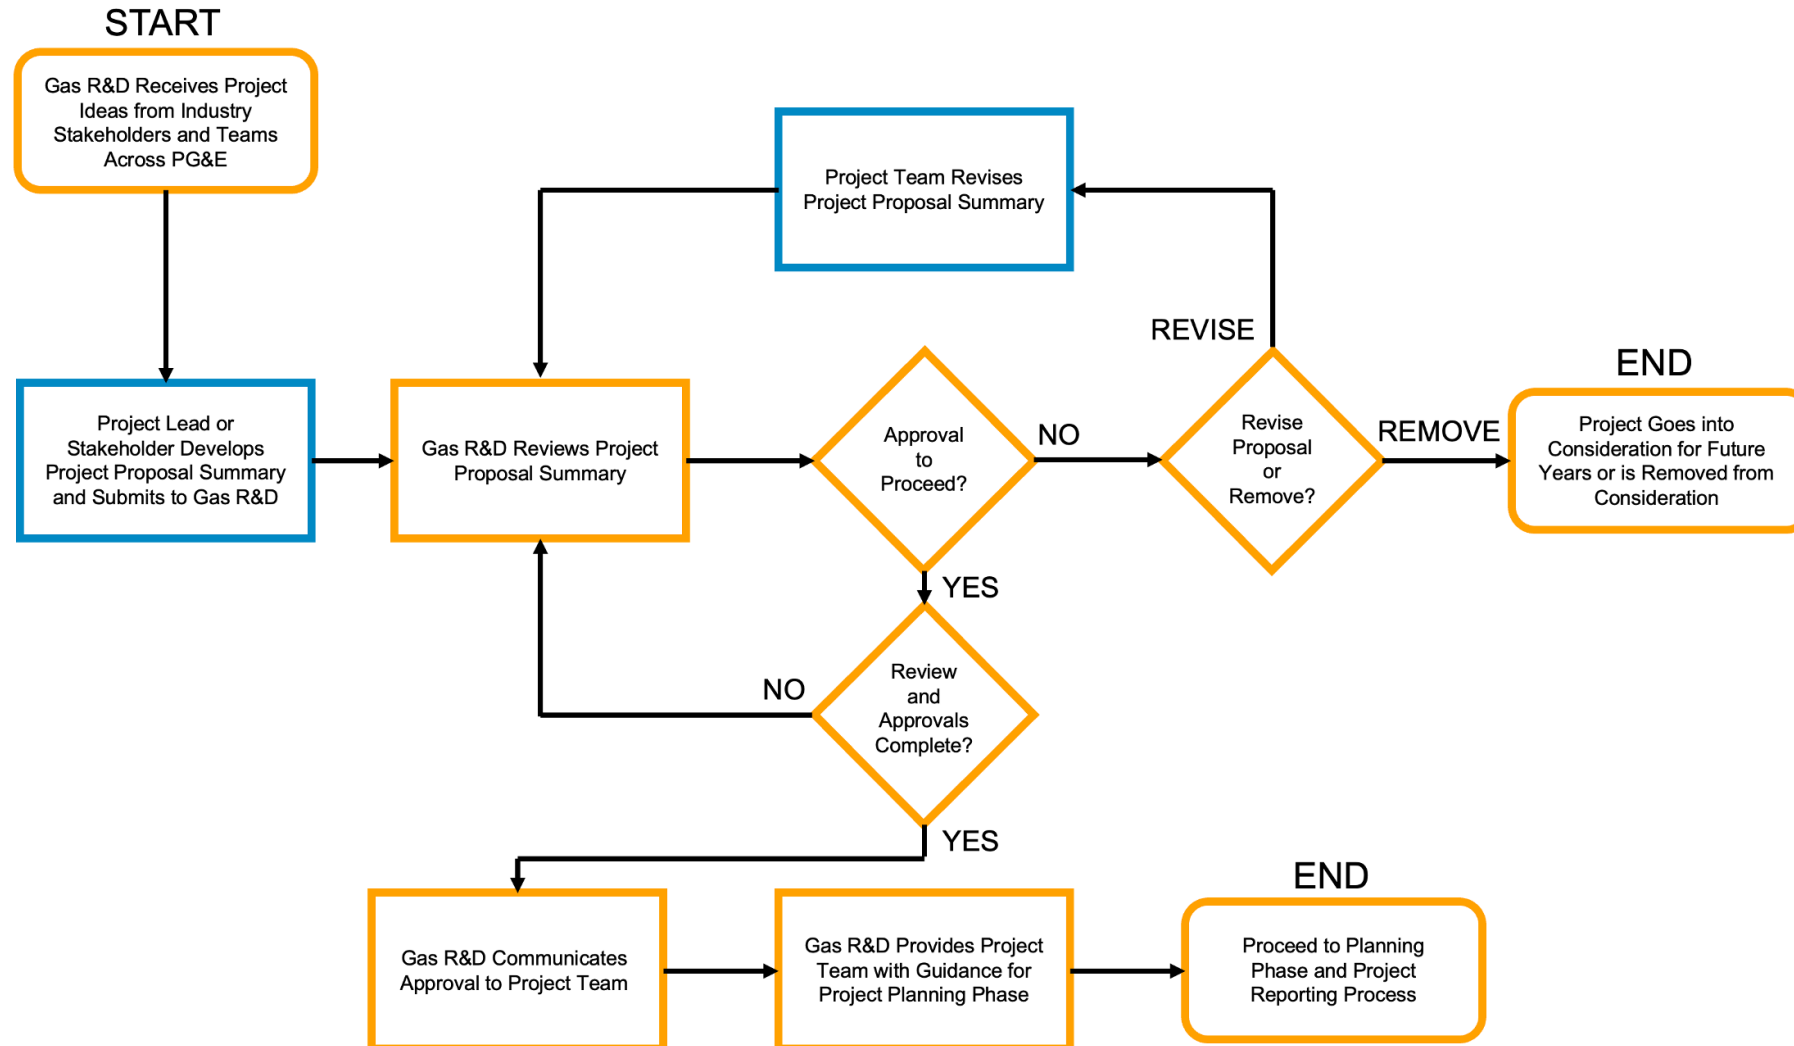 START
Gas R&D Receives Project
Ideas from Industry
Stakeholders and Teams
Across PG&E
Project Team Revises
Project Proposal Summary
REVISE
END
Project Lead or
Stakeholder Develops
Project Proposal Summary
and Submits to Gas R&D
Gas R&D Reviews Project
Proposal Summary
Approval
to
Proceed?
NO
Revise
Proposal
or
Remove?
REMOVE
Project Goes into
Consideration for Future
Years or is Removed from
Consideration
YES
Review
and
Approvals
Complete?
NO
YES
END
Gas R&D Communicates
Approval to Project Team
Gas R&D Provides Project
Team with Guidance for
Project Planning Phase
Proceed to Planning
Phase and Project
Reporting Process